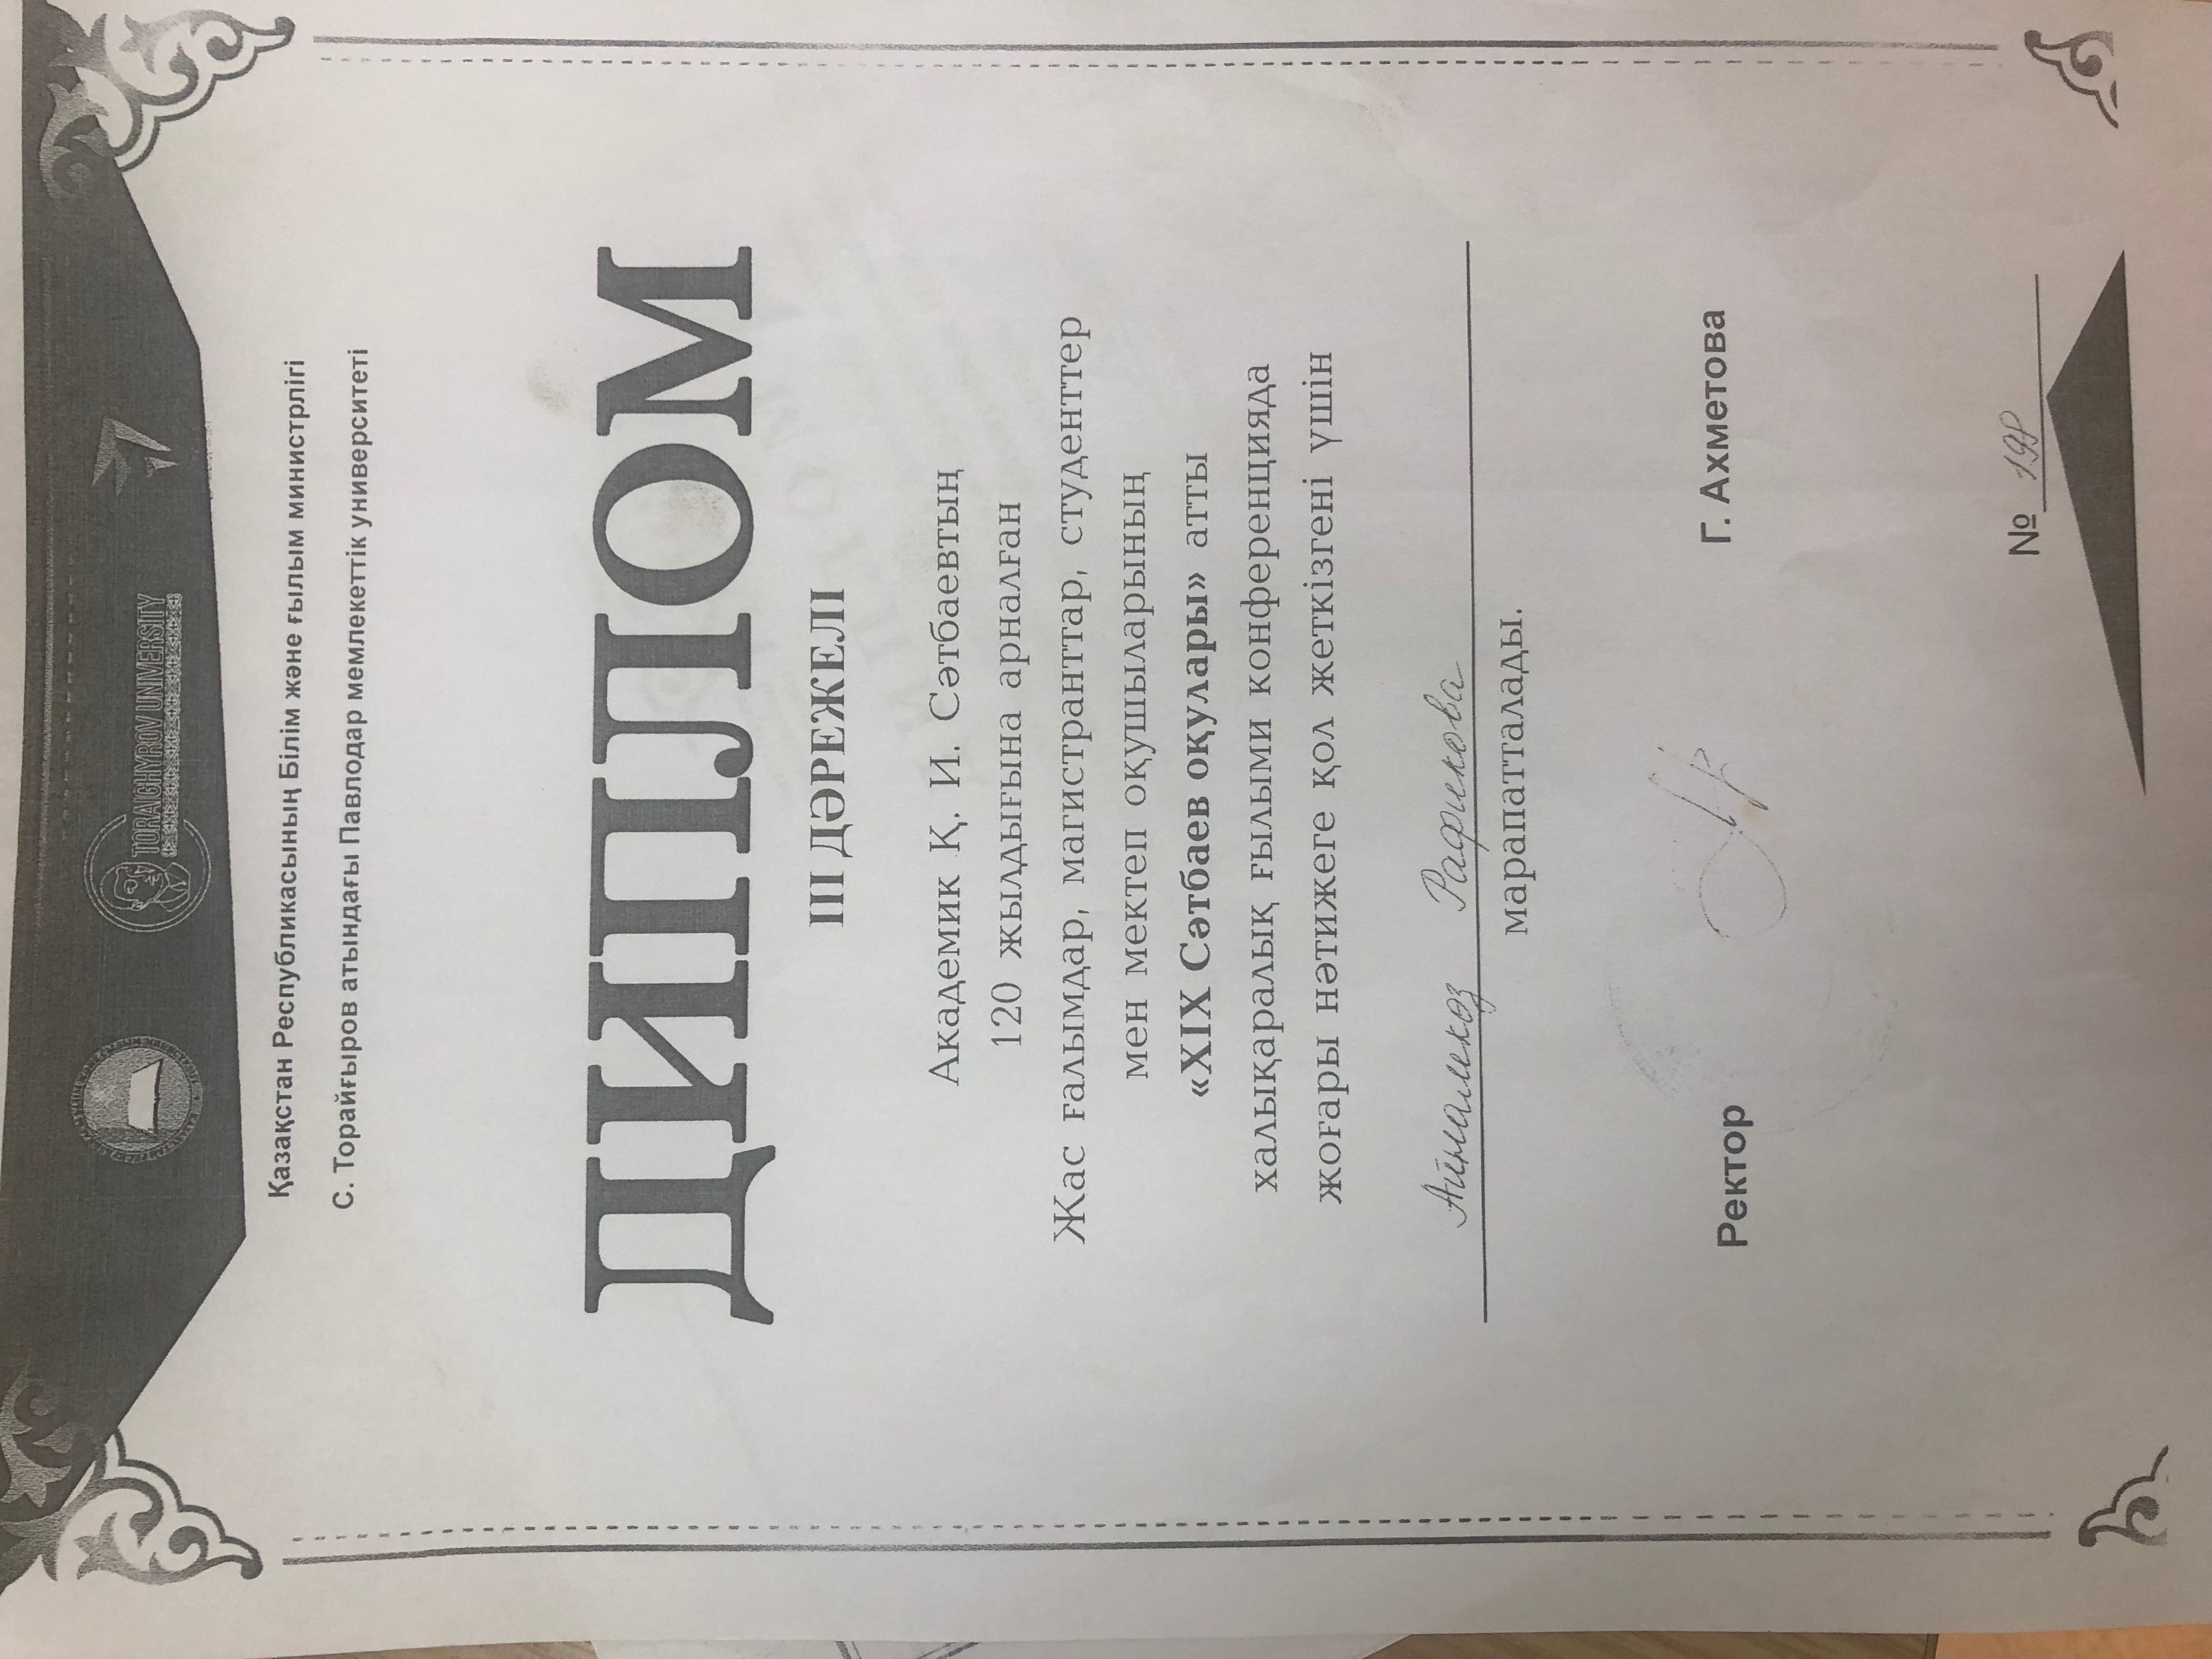 TORAIGHYROV UNIVERSITY
Қазақстан Республикасының Білім және ғылым министрлігі
С. Торайғыров атындағы Павлодар мемлекеттік университеті
ДИПЛОМ
III ДӘРЕЖЕЛІ
Академик Қ. И. Сәтбаевтың
120 жылдығына арналған
Жас ғалымдар, магистранттар, студенттер
мен мектеп оқушыларының
«XIX Сәтбаев оқулары» атты
халықаралық ғылыми конференцияда
жоғары нәтижеге қол жеткізгені үшін
Айналмкөз Рафикова
марапатталады.
Ректор Г. Ахметова
№ 198